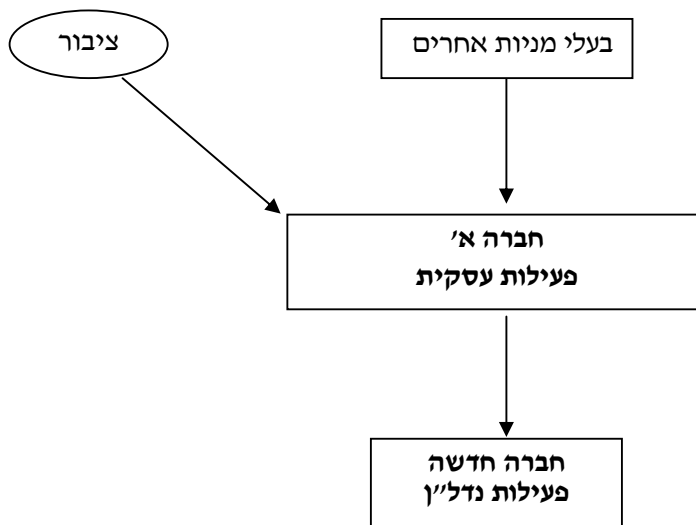 ציבור
בעלי מניות אחרים
חברה א'
פעילות עסקית
חברה חדשה
פעילות נדל"ן